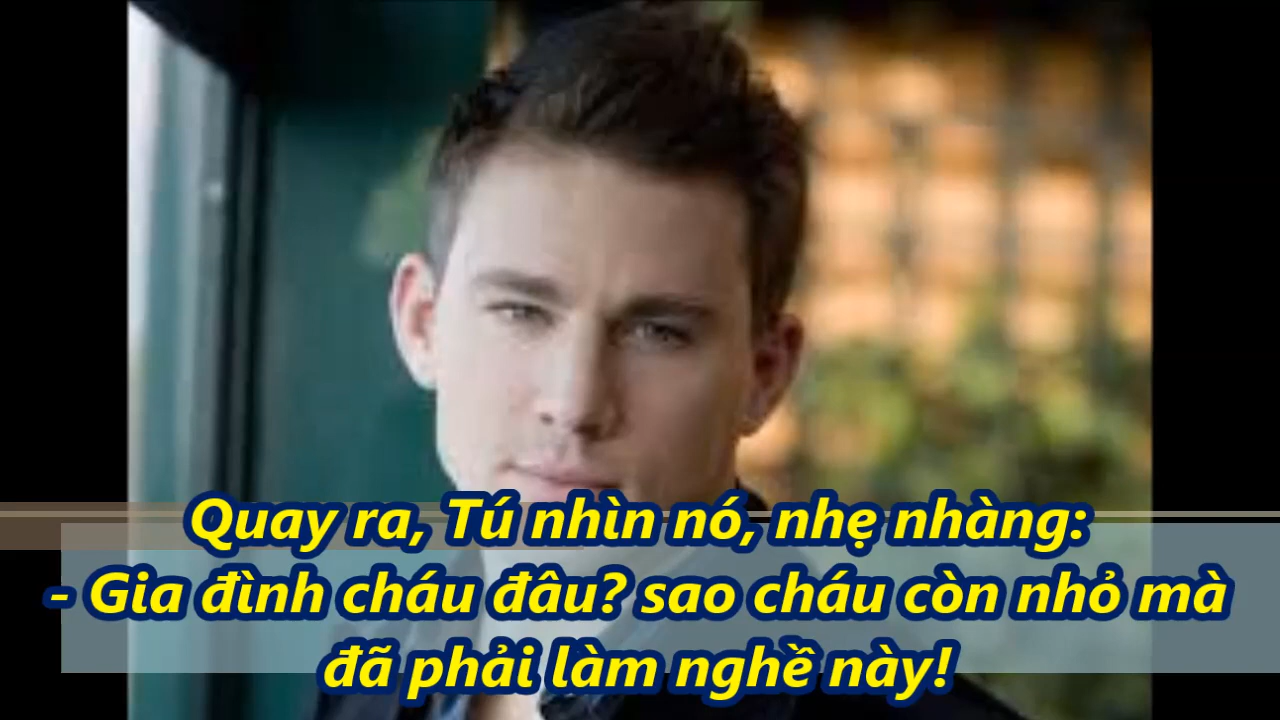 Quay ra, Tú nhìn nó, nhẹ nhàng:
- Gia đình cháu đâu? sao cháu còn nhỏ mà
đã phải làm nghề này!